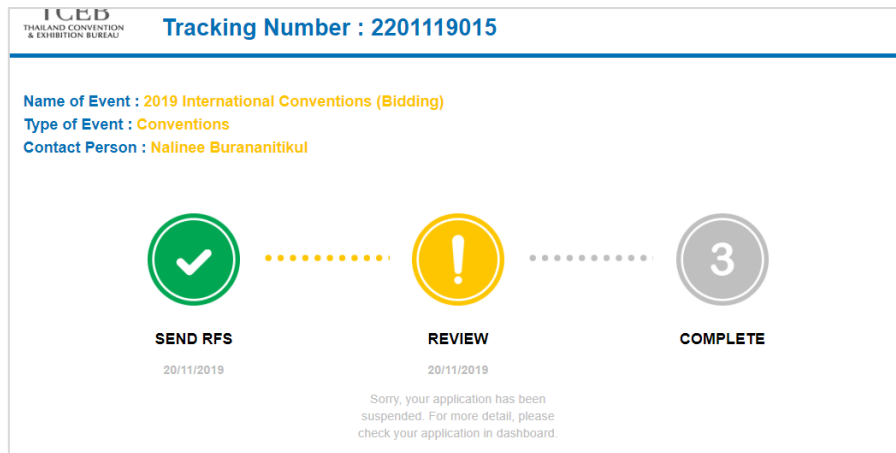 TCEB
THAILAND CONVENTION
& EXHIBITION BUREAU
Tracking Number : 2201119015
Name of Event : 2019 International Conventions (Bidding)
Type of Event : Conventions
Contact Person : Nalinee Burananitikul
3
SEND RFS
REVIEW
COMPLETE
20/11/2019
20/11/2019
Sorry, your application has been
suspended. For more detail, please
check your application in dashboard.